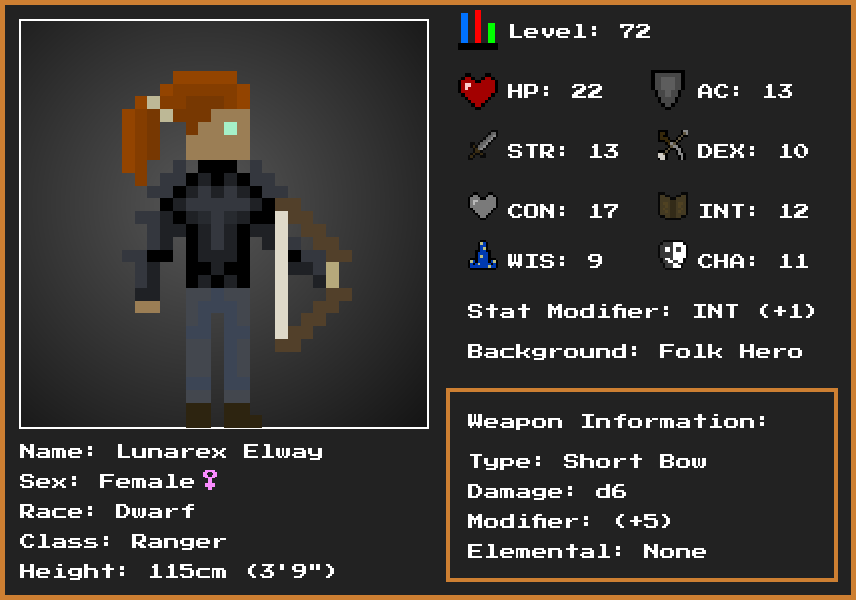 Level: 72
HP: 22 AC: 13
STR: 13 DEX: 10
CON: 17 INT: 12
WIS: 9 CHA: 11
Stat Modifier: INT (+1)
Background: Folk Hero
Weapon Information:
Type: Short Bow
Damage: d6
Modifier: (+5)
Elemental: None
Name: Lunarex Elway
Sex: Female♀
Race: Dwarf
Class: Ranger
Height: 115cm (3'9")